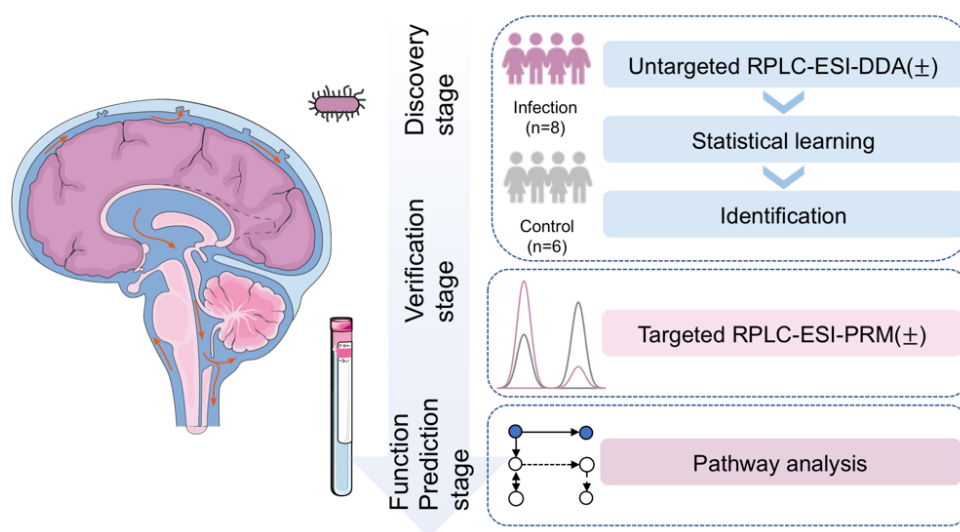 Discovery
stage
Infection
(n=8)
Control
(n=6)
Untargeted RPLC-ESI-DDA(±)
Statistical learning
Identification
Verification
stage
Targeted RPLC-ESI-PRM(±)
Function
Prediction
stage
Pathway analysis